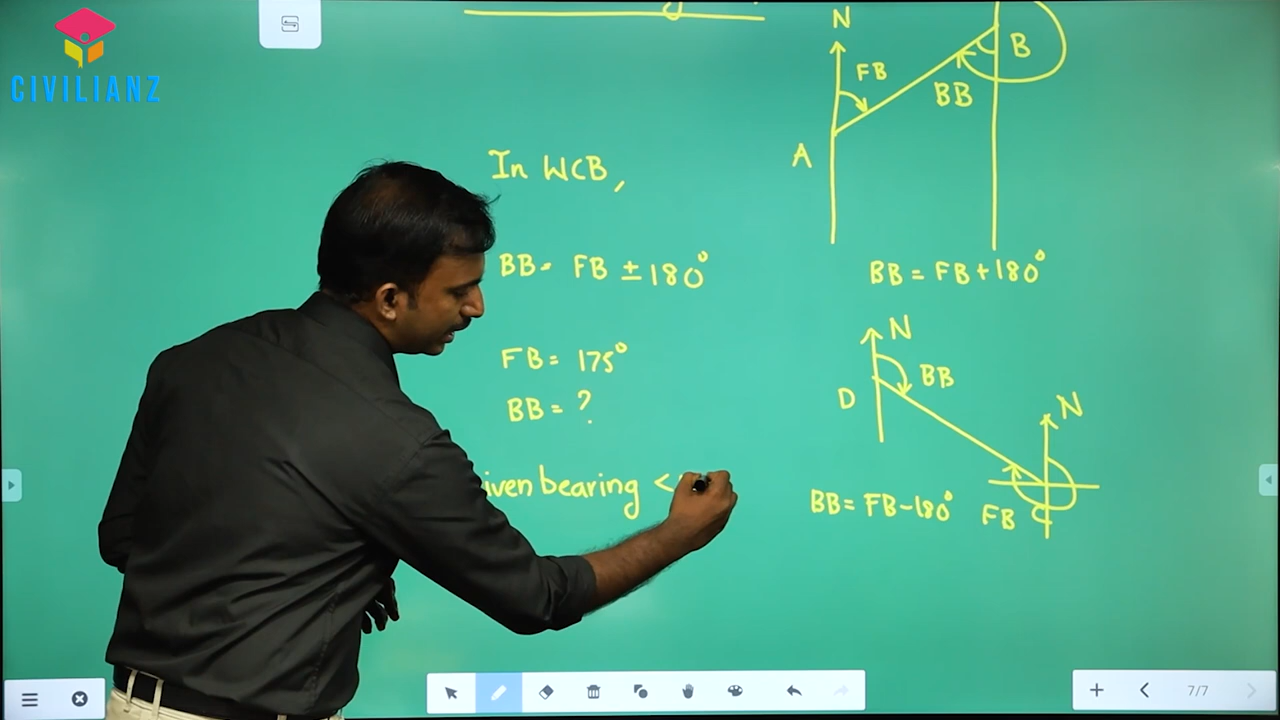 CIVILIANZ
In WCB,
BB = FB ± 180°
FB = 175°
BB = ?
bearing <
N
FB
BB
B
A
BB = FB + 180°
N
BB
D
N
FB
C
BB = FB - 180°
7/7